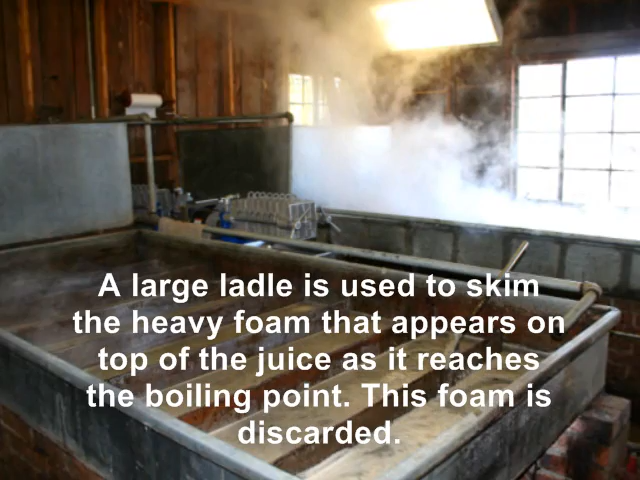 A large ladle is used to skim
the heavy foam that appears on
top of the juice as it reaches
the boiling point. This foam is
discarded.